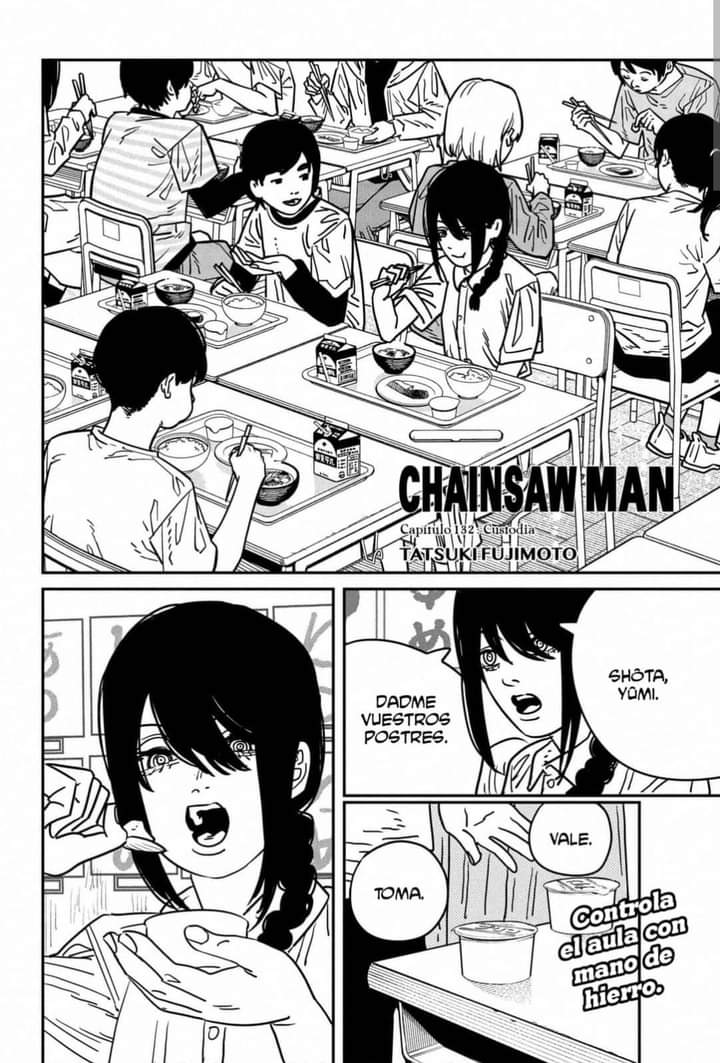 CHAINSAW MAN
Capítulo 132: Custodia
TATSUKI FUJIMOTO
SHÔTA,
YÛMI.
DADME
VUESTROS
POSTRES.
VALE.
TOMA.
Controla
el aula con
mano de
hierro.